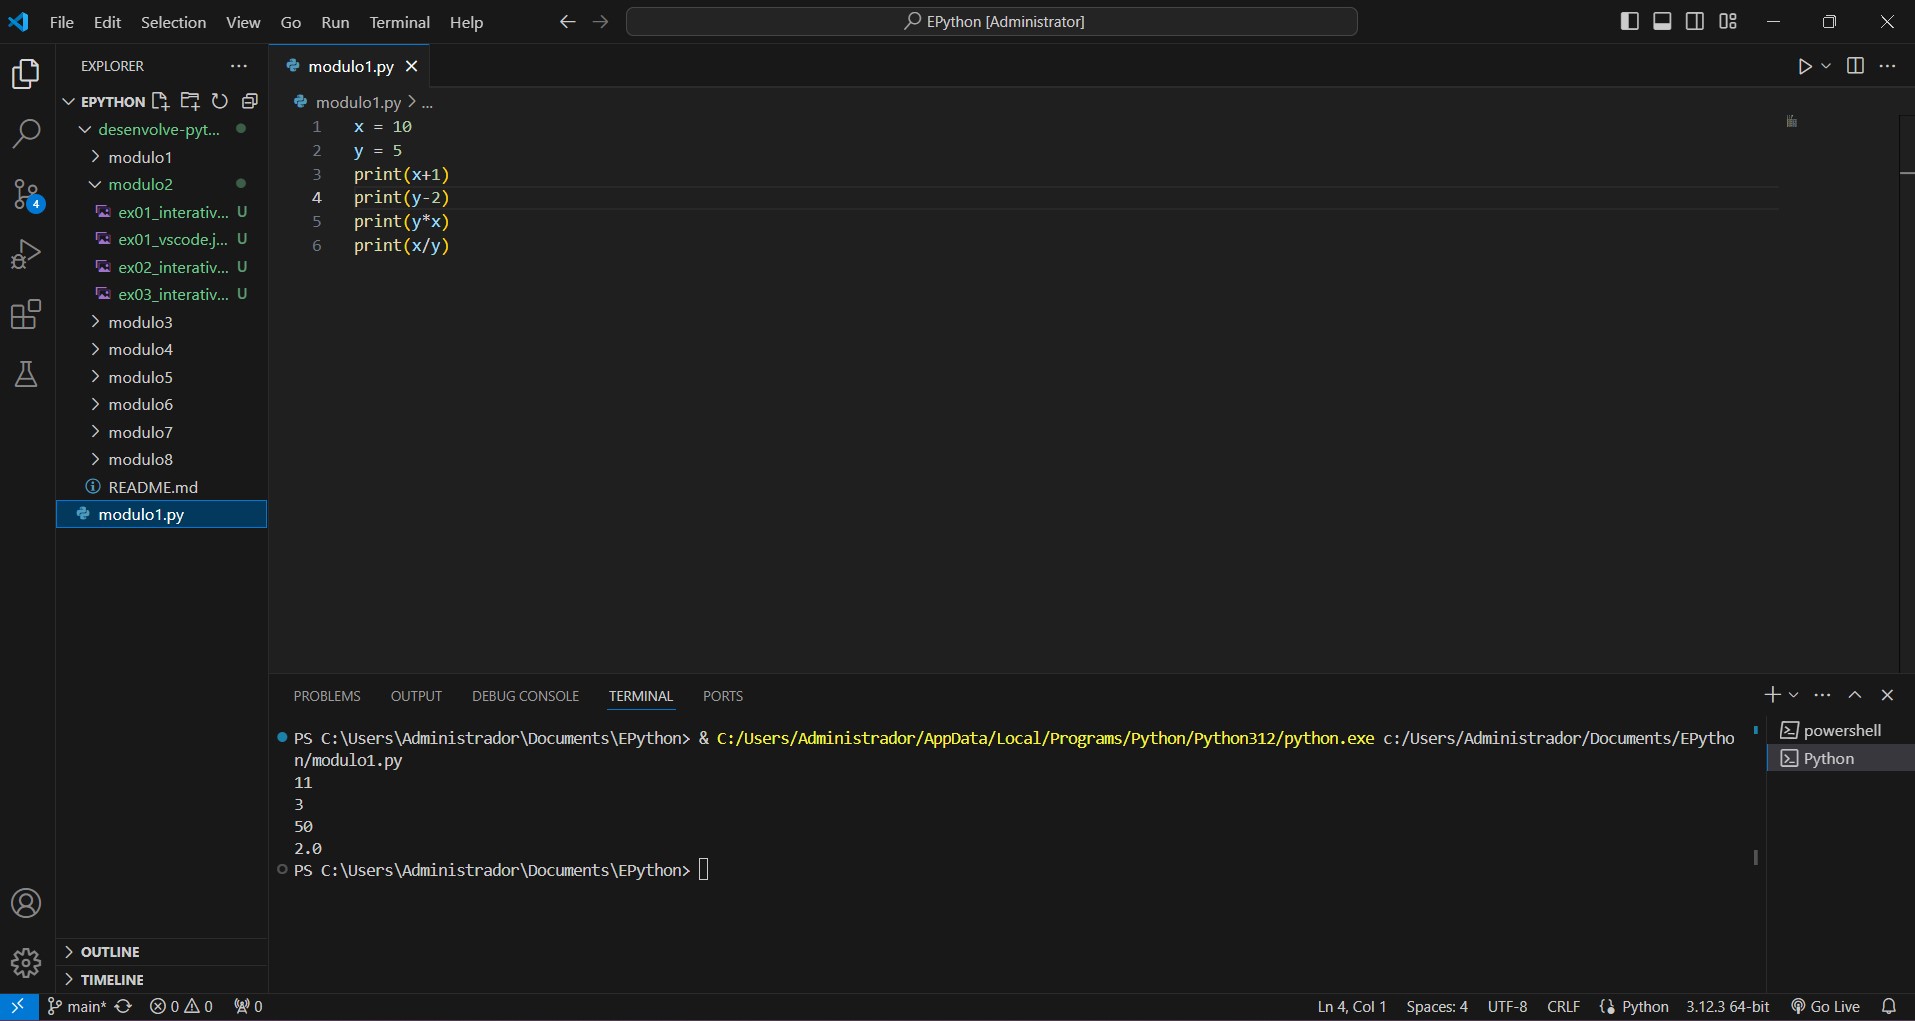 File Edit Selection View Go Run Terminal Help
EPython [Administrator]
EXPLORER
modulo1.py
EPYTHON
modulo1.py > ...
desenvolve-pyt...
modulo1
modulo2
ex01_interativ... U
ex01_vscode.j... U
ex02_interativ... U
ex03_interativ... U
modulo3
modulo4
modulo5
modulo6
modulo7
modulo8
README.md
modulo1.py
1 x = 10
2 y = 5
3 print(x+1)
4 print(y-2)
5 print(y*x)
6 print(x/y)
4
PROBLEMS OUTPUT DEBUG CONSOLE TERMINAL PORTS
PS C:\Users\Administrador\Documents\EPython> & C:/Users/Administrador/AppData/Local/Programs/Python/Python312/python.exe c:/Users/Administrador/Documents/EPytho
n/modulo1.py
11
3
50
2.0
PS C:\Users\Administrador\Documents\EPython>
powershell
Python
OUTLINE
TIMELINE
main* 0 0 0 Ln 4, Col 1 Spaces: 4 UTF-8 CRLF Python 3.12.3 64-bit Go Live